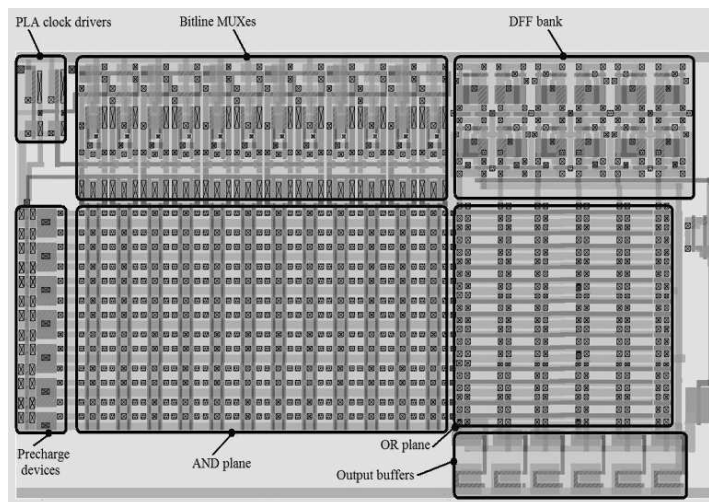 PLA clock drivers
Bitline MUXes
DFF bank
Precharge
devices
AND plane
OR plane
Output buffers